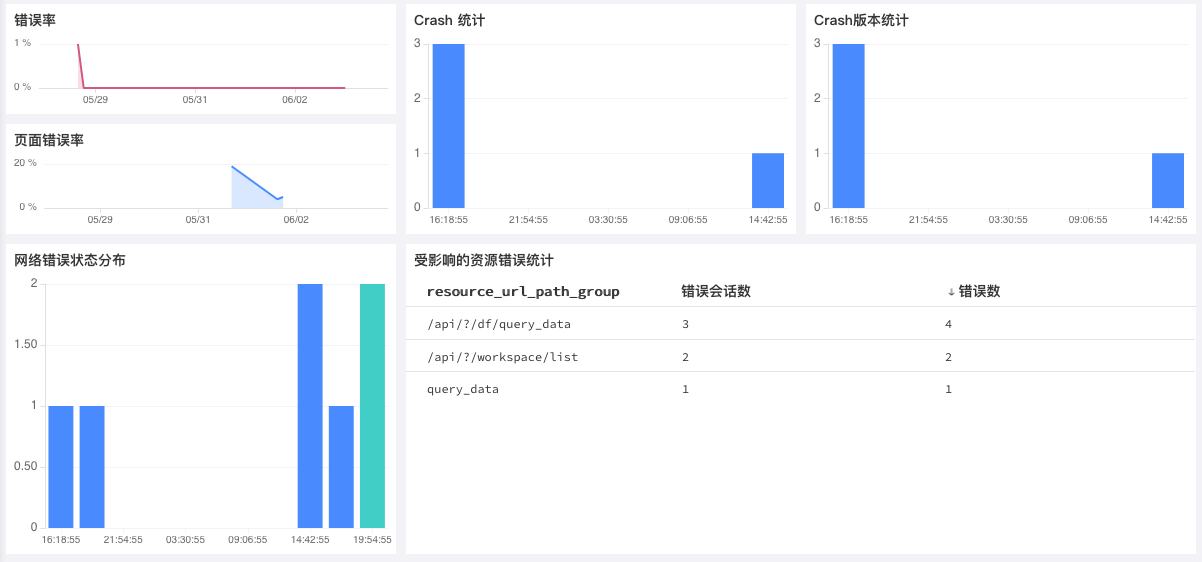 错误率
1 %
0 %
05/29 05/31 06/02
页面错误率
20 %
0 %
05/29 05/31 06/02
Crash 统计
3
2
1
0
16:18:55 21:54:55 03:30:55 09:06:55 14:42:55
Crash版本统计
3
2
1
0
16:18:55 21:54:55 03:30:55 09:06:55 14:42:55
网络错误状态分布
2
1.50
1
0.50
0
16:18:55 21:54:55 03:30:55 09:06:55 14:42:55 19:54:55
受影响的资源错误统计
resource_url_path_group 错误会话数 ↓ 错误数
/api/?/df/query_data 3 4
/api/?/workspace/list 2 2
query_data 1 1